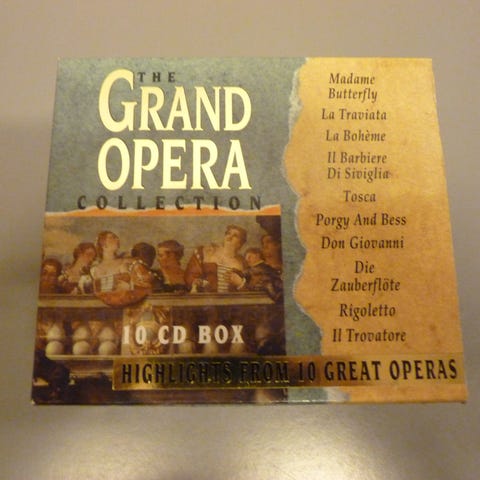 THE
GRAND
OPERA
COLLECTION
10 CD BOX
HIGHLIGHTS FROM 10 GREAT OPERAS
Madame
Butterfly
La Traviata
La Bohème
Il Barbiere
Di Siviglia
Tosca
Porgy And Bess
Don Giovanni
Die
Zauberflöte
Rigoletto
Il Trovatore